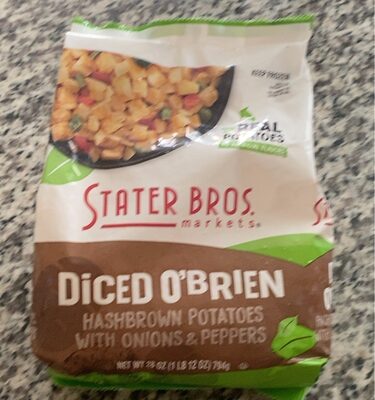 KEEP FROZEN
REAL
POTATOES
STATER BROS.
markets
DiCED O'BRIEN
HASHBROWN POTATOES
WITH ONIONS & PEPPERS
NET WT 28 OZ (1 LB 12 OZ) 794g